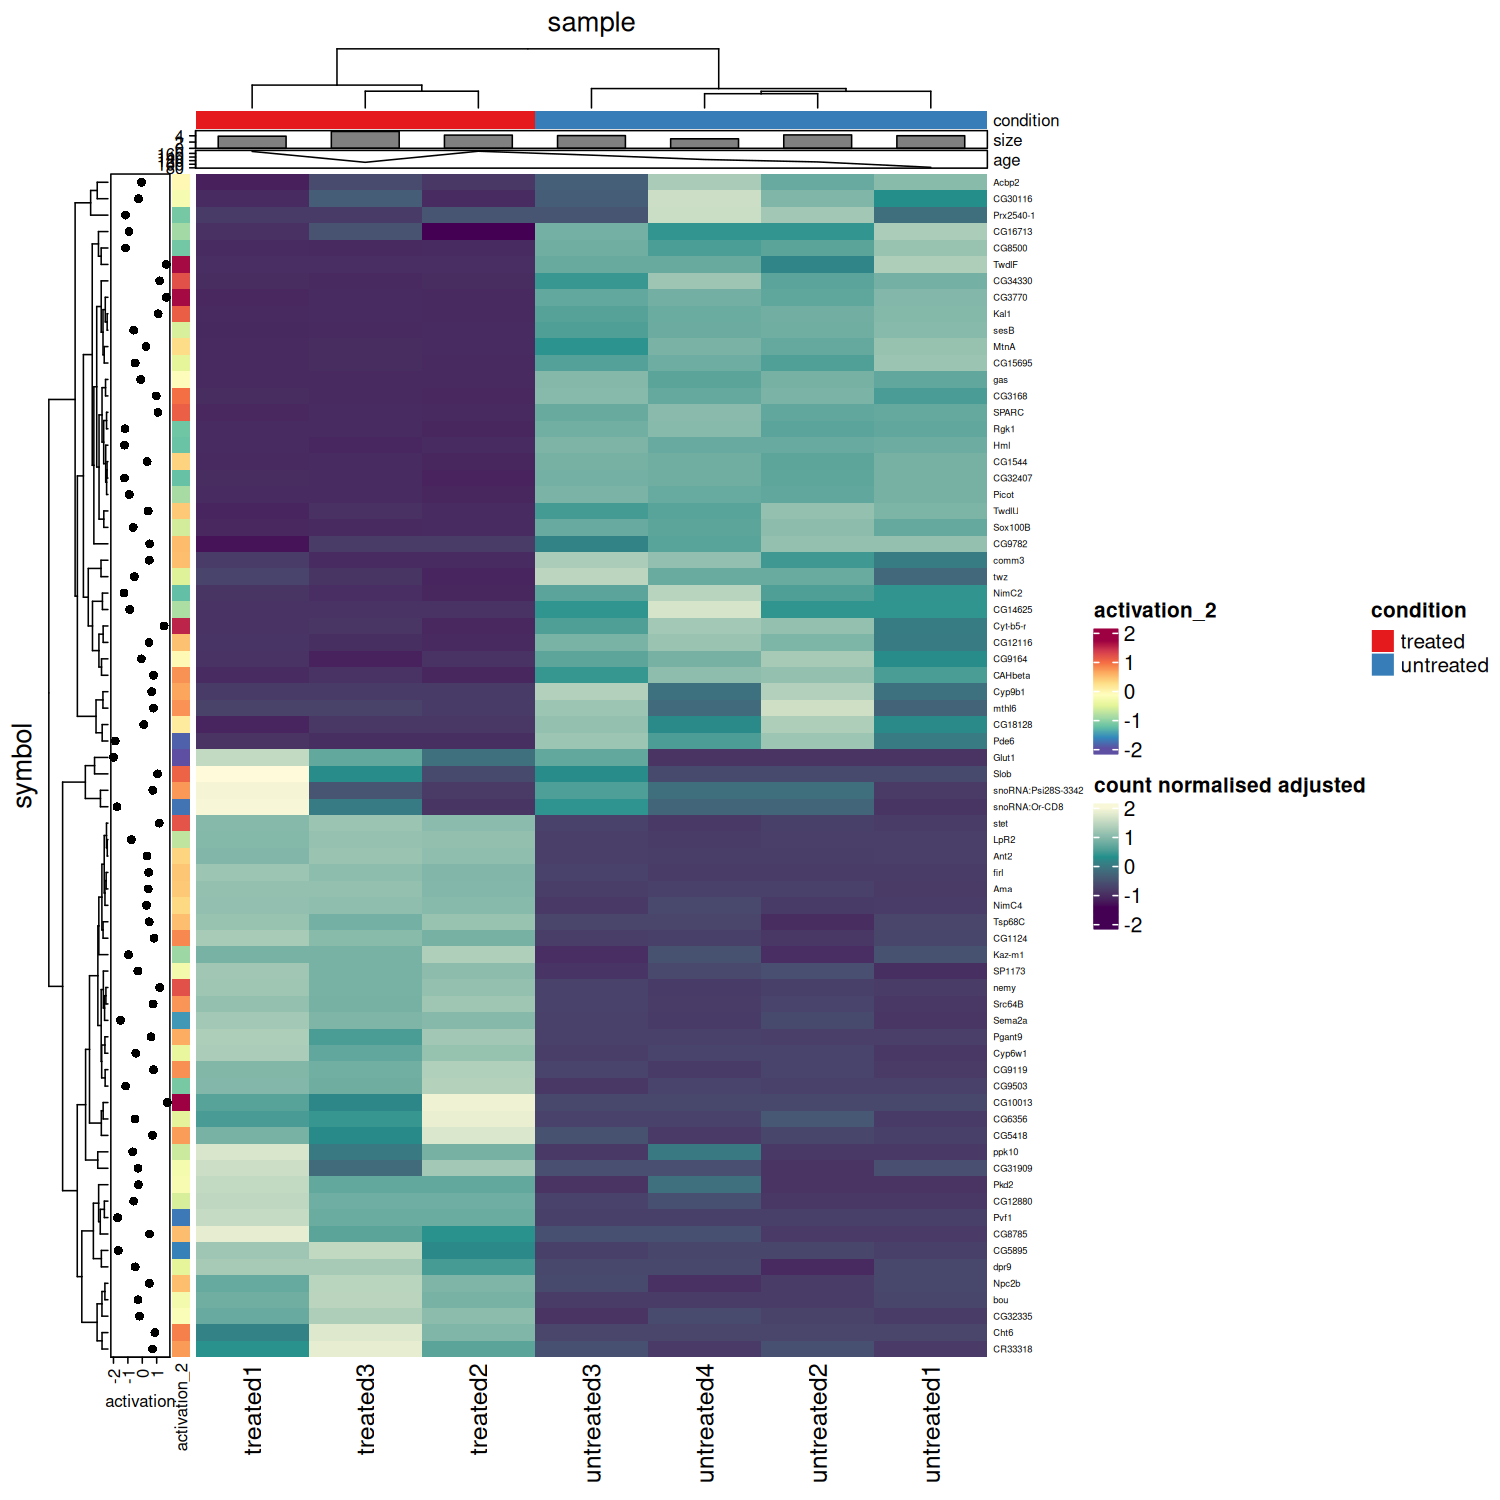 sample
condition
size
age
4
Acbp2
CG30116
Prx2540-1
CG16713
CG8500
TwdlF
CG34330
CG3770
Kal1
sesB
MtnA
CG15695
gas
CG3168
SPARC
Rgk1
Hml
CG1544
CG32407
Picot
TwdlU
Sox100B
CG9782
comm3
twz
NimC2
CG14625
Cyt-b5-r
CG12116
CG9164
CAHbeta
Cyp9b1
mthl6
CG18128
Pde6
Glut1
Slob
snoRNA:Psi28S-3342
snoRNA:Or-CD8
stet
LpR2
Ant2
firl
Ama
NimC4
Tsp68C
CG1124
Kaz-m1
SP1173
nemy
Src64B
Sema2a
Pgant9
Cyp6w1
CG9119
CG9503
CG10013
CG6356
CG5418
ppk10
CG31909
Pkd2
CG12880
Pvf1
CG8785
CG5895
dpr9
Npc2b
bou
CG32335
Cht6
CR33318
symbol
-2
-1
0
1
activation
activation_2
treated1
treated3
treated2
untreated3
untreated4
untreated2
untreated1
activation_2
2
1
0
-1
-2
condition
treated
untreated
count normalised adjusted
2
1
0
-1
-2